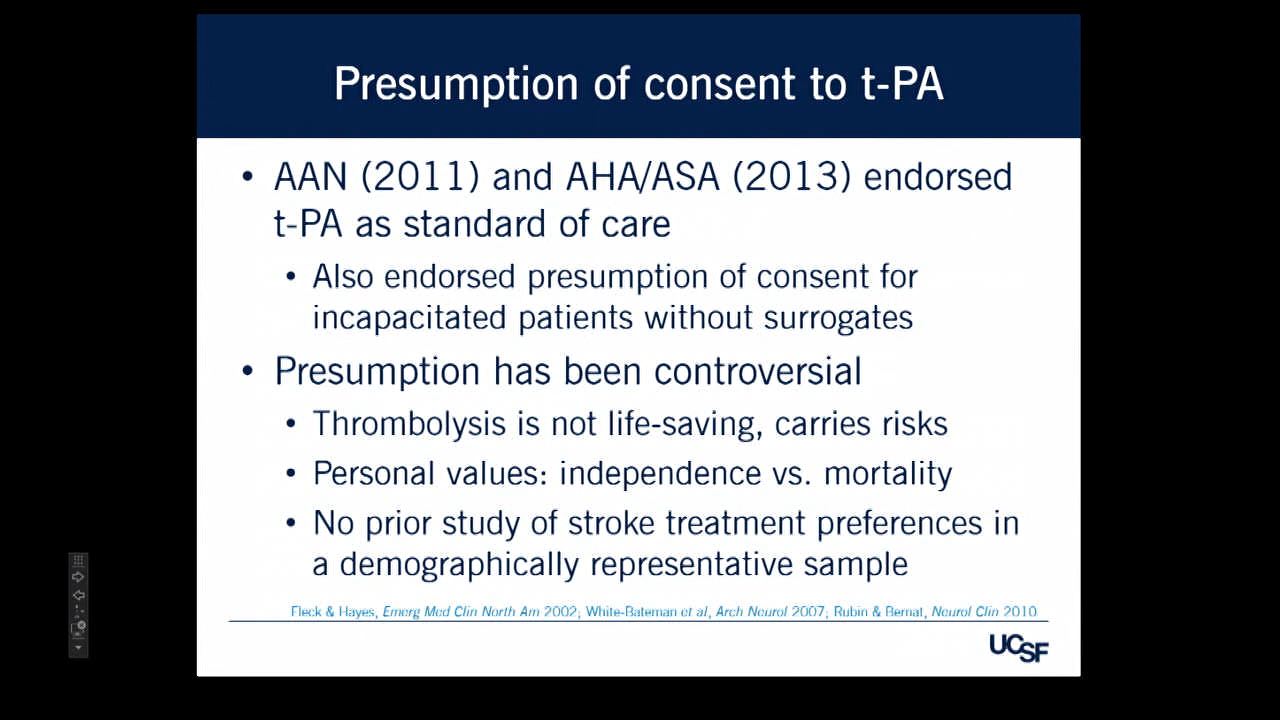 Presumption of consent to t-PA
• AAN (2011) and AHA/ASA (2013) endorsed
t-PA as standard of care
• Also endorsed presumption of consent for
incapacitated patients without surrogates
• Presumption has been controversial
• Thrombolysis is not life-saving, carries risks
• Personal values: independence vs. mortality
• No prior study of stroke treatment preferences in
a demographically representative sample
Fleck & Hayes, Emerg Med Clin North Am 2002; White-Bateman et al, Arch Neurol 2007; Rubin & Bernat, Neurol Clin 2010
UCSF